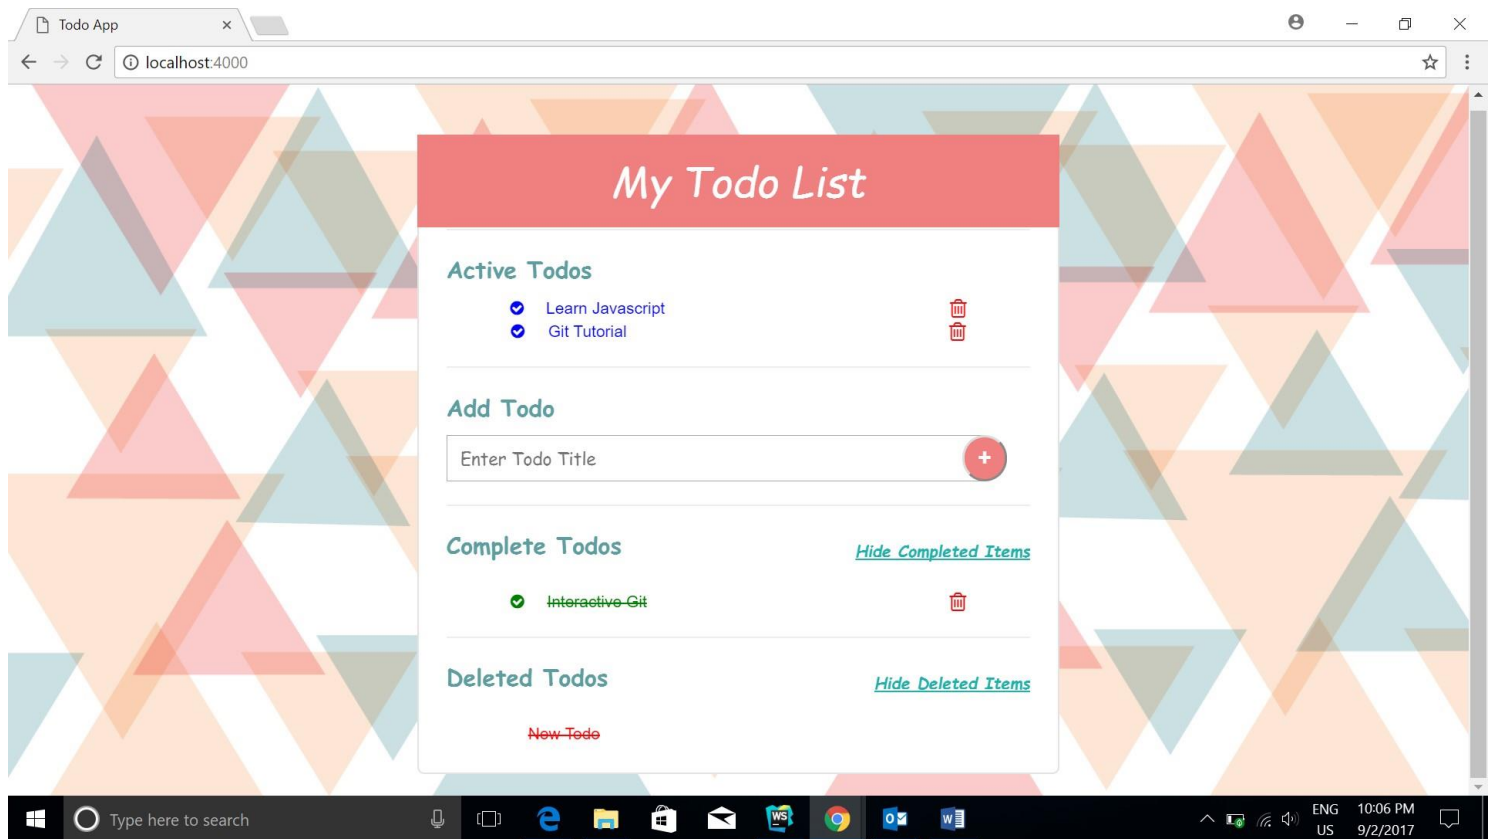 Todo App
localhost:4000
My Todo List
Active Todos
Learn Javascript
Git Tutorial
Add Todo
Enter Todo Title
+
Complete Todos
Hide Completed Items
Interactive Git
Deleted Todos
Hide Deleted Items
New Todo
Type here to search
WS
ENG
US
10:06 PM
9/2/2017